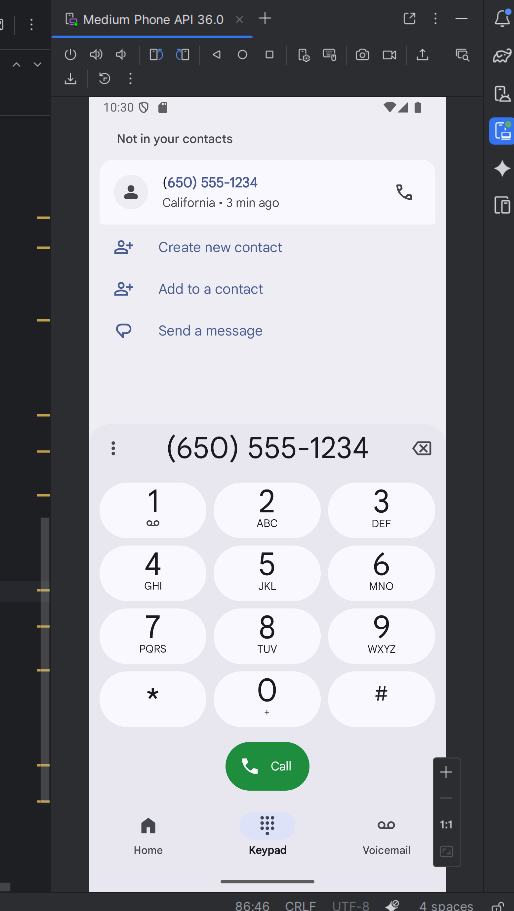 Medium Phone API 36.0
10:30
Not in your contacts
(650) 555-1234
California • 3 min ago
Create new contact
Add to a contact
Send a message
(650) 555-1234
1 2 3
ABC DEF
4 5 6
GHI JKL MNO
7 8 9
PQRS TUV WXYZ
* 0 #
+
Call
1:1
Home Keypad Voicemail
86:46 CRLF UTF-8 4 spaces